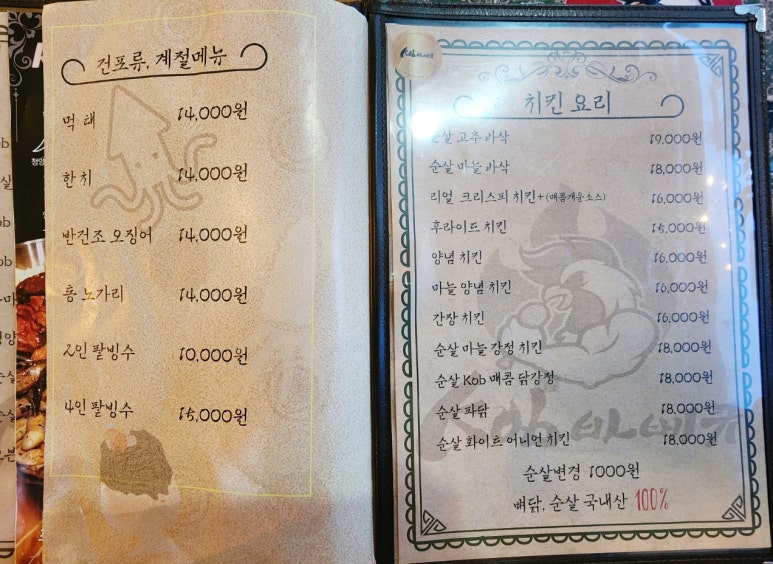 건포류, 계절메뉴
먹 태 14,000원
한 치 14,000원
반건조 오징어 14,000원
통 노가리 14,000원
2인 팥빙수 10,000원
4인 팥빙수 15,000원
치킨 요리
순살 고추 바삭 19,000원
순살 마늘 바삭 18,000원
리얼 크리스피 치킨+(매콤개운소스) 16,000원
후라이드 치킨 15,000원
양념 치킨 16,000원
마늘 양념 치킨 16,000원
간장 치킨 16,000원
순살 마늘 강정 치킨 18,000원
순살 Kob 매콤 닭강정 18,000원
순살 파닭 18,000원
순살 화이트 어니언 치킨 18,000원
Kob 바베큐
순살변경 1000원
뼈닭, 순살 국내산 100%